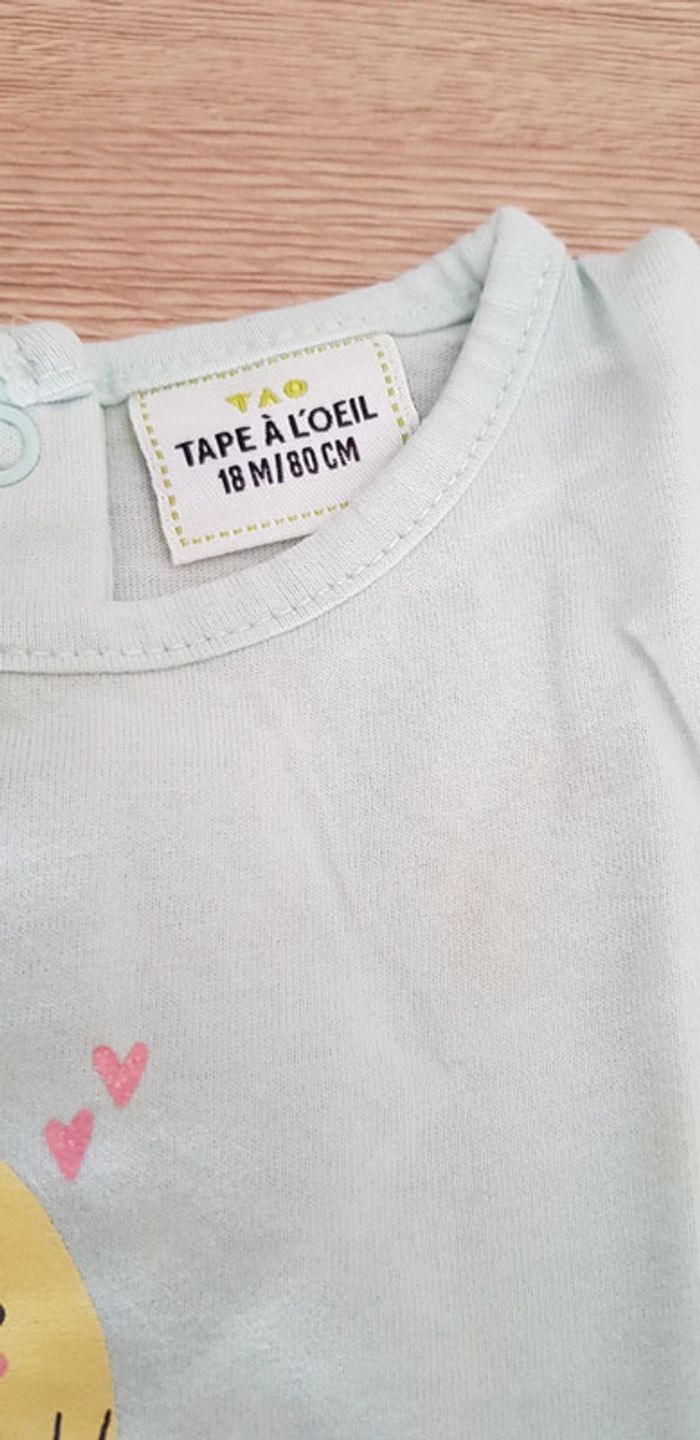 TAO
TAPE À L'OEIL
18 M/80 CM